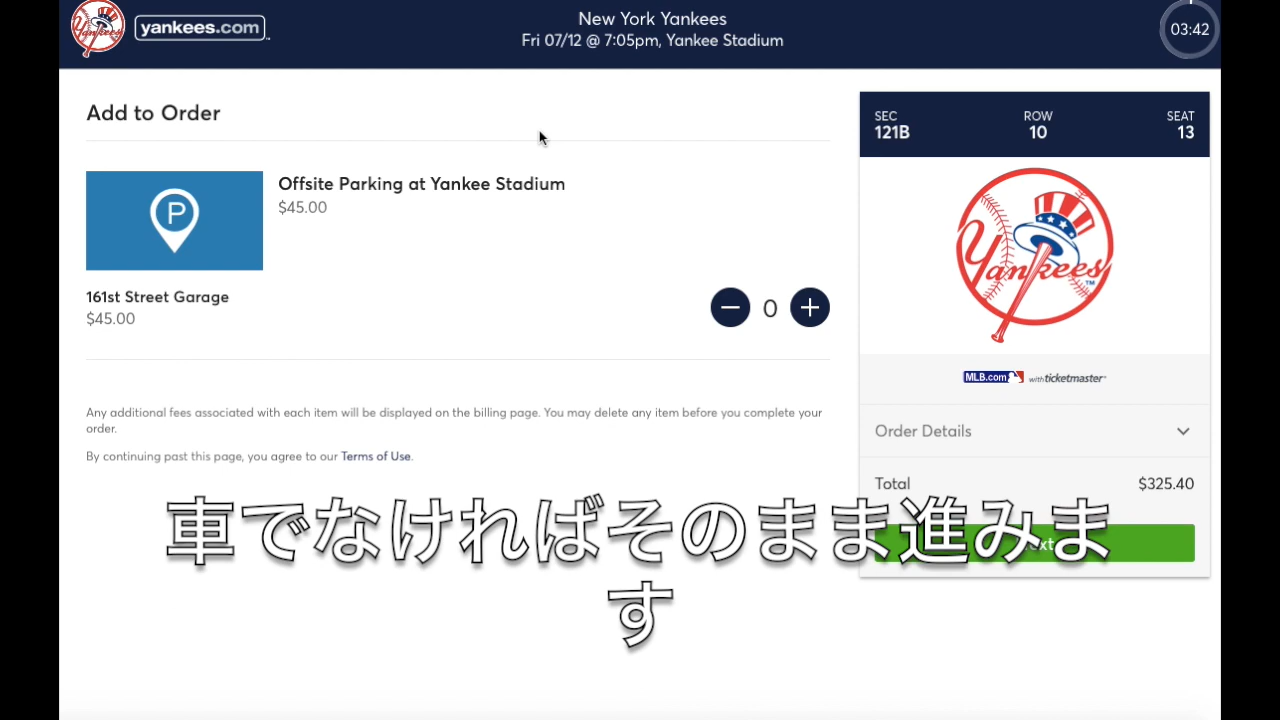 Yankees
yankees.com
New York Yankees
Fri 07/12 @ 7:05pm, Yankee Stadium
03:42
Add to Order
P
Offsite Parking at Yankee Stadium
$45.00
161st Street Garage
$45.00
0
Any additional fees associated with each item will be displayed on the billing page. You may delete any item before you complete your
order.
By continuing past this page, you agree to our Terms of Use.
SEC
121B
ROW
10
SEAT
13
Yankees
TM
MLB.com with ticketmaster
Order Details
Total $325.40
車でなければそのまま進みま
す